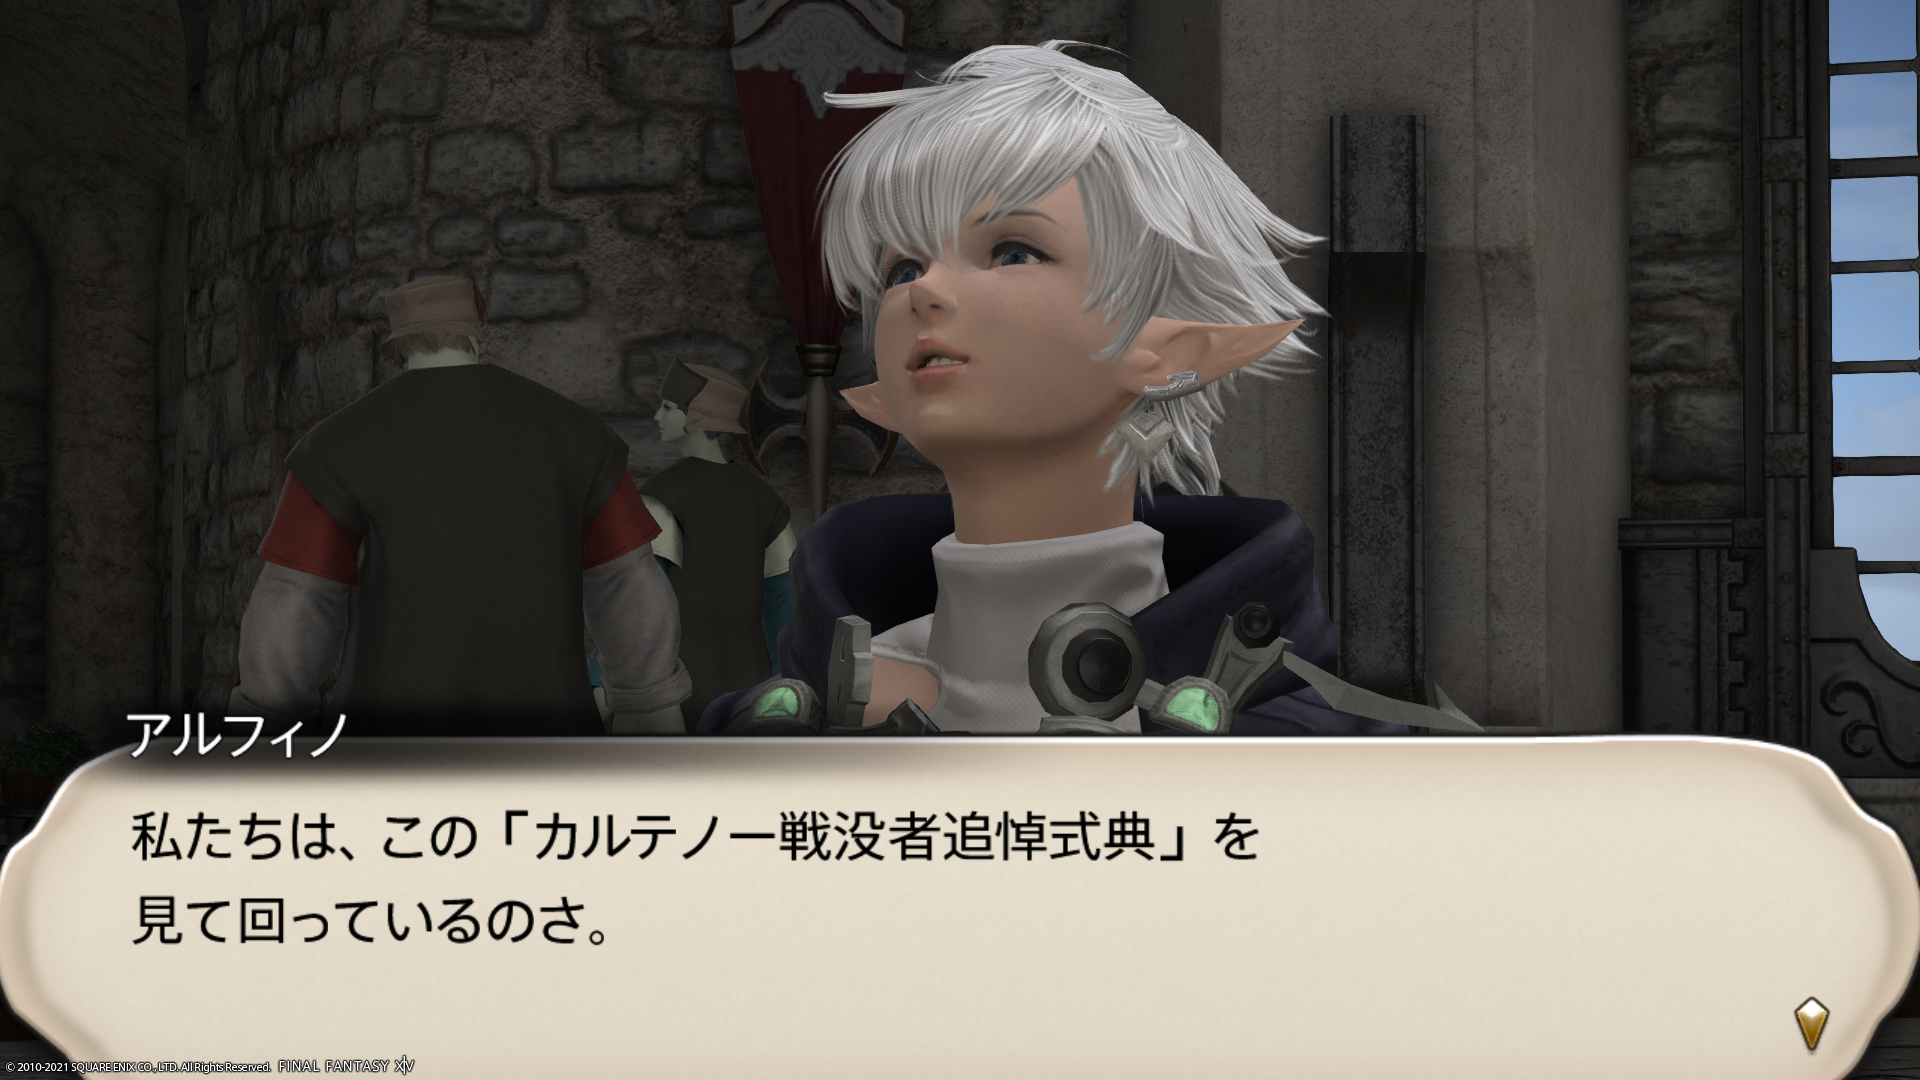 アルフィノ
私たちは、この「カルテノー戦没者追悼式典」を
見て回っているのさ。
© 2010-2021 SQUARE ENIX CO., LTD. All Rights Reserved. FINAL FANTASY XIV